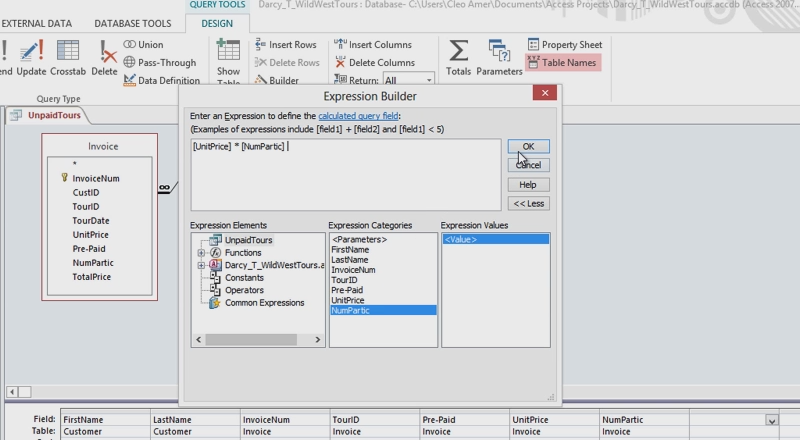 QUERY TOOLS
Darcy_T_WildWestTours : Database- C:\Users\Cleo Amer\Documents\Access Projects\Darcy_T_WildWestTours.accdb (Access 2007
EXTERNAL DATA
DATABASE TOOLS
DESIGN
Update
Crosstab
Delete
Union
Pass-Through
Data Definition
Query Type
Show
Table
Insert Rows
Delete Rows
Builder
Insert Columns
Delete Columns
Return: All
Totals
Parameters
Property Sheet
Table Names
UnpaidTours
Invoice
*
InvoiceNum
CustID
TourID
TourDate
UnitPrice
Pre-Paid
NumPartic
TotalPrice
Expression Builder
Enter an Expression to define the calculated query field:
(Examples of expressions include [field1] + [field2] and [field1] < 5)
[UnitPrice] * [NumPartic]
OK
Cancel
Help
<< Less
Expression Elements
UnpaidTours
Functions
Darcy_T_WildWestTours.a
Constants
Operators
Common Expressions
Expression Categories
<Parameters>
FirstName
LastName
InvoiceNum
TourID
Pre-Paid
UnitPrice
NumPartic
Expression Values
<Value>
Field: FirstName LastName InvoiceNum TourID Pre-Paid UnitPrice NumPartic
Table: Customer Customer Invoice Invoice Invoice Invoice Invoice